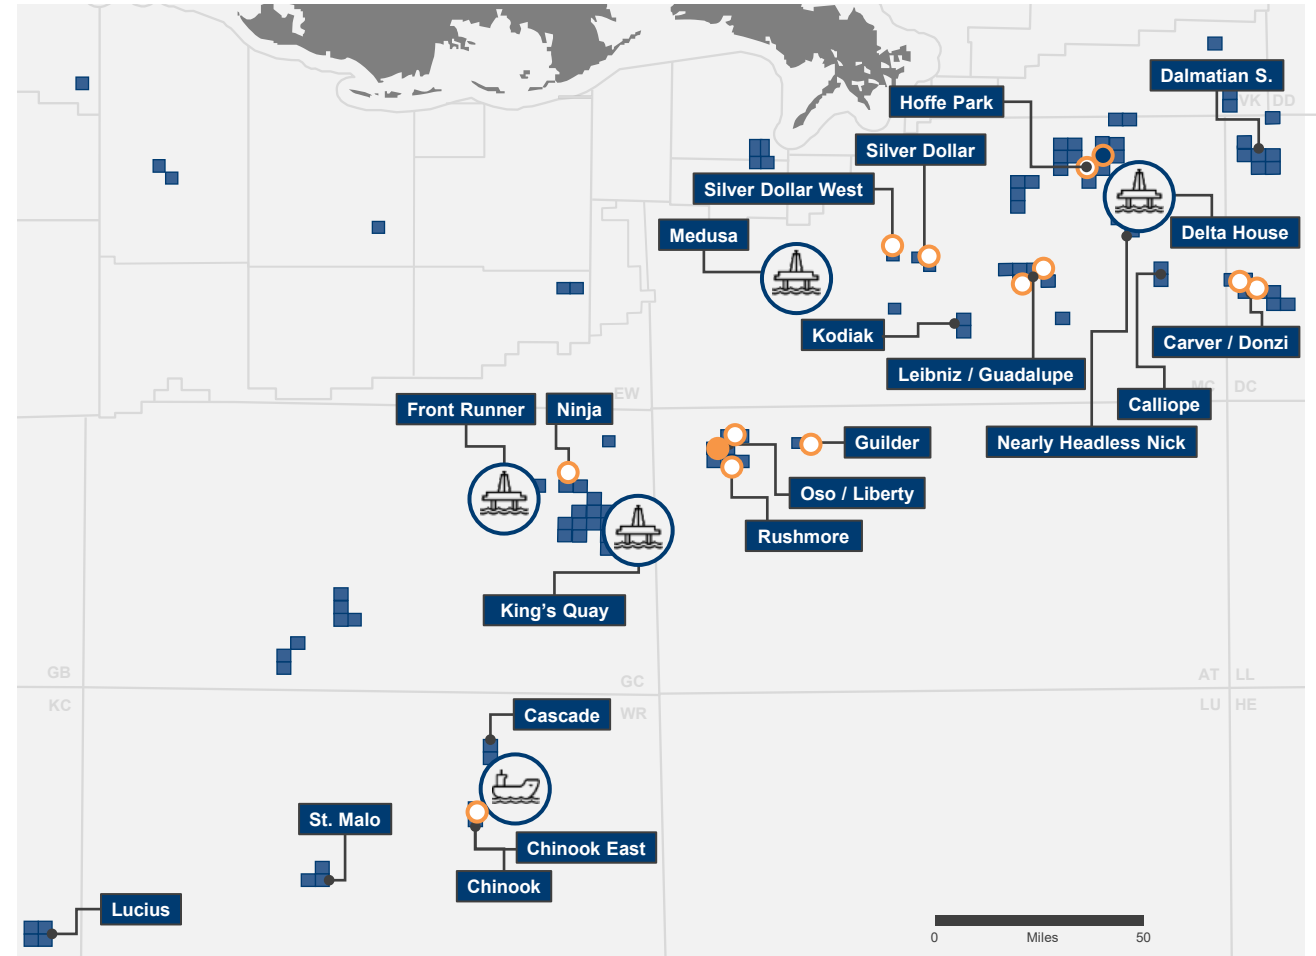 Dalmatian S.
Hoffe Park
VK
DD
Silver Dollar
Silver Dollar West
Medusa
Delta House
Kodiak
Carver / Donzi
Leibniz / Guadalupe
MC
DC
EW
Calliope
Front Runner
Ninja
Guilder
Nearly Headless Nick
Oso / Liberty
Rushmore
King’s Quay
GB
GC
AT
LL
KC
WR
LU
HE
Cascade
St. Malo
Chinook East
Chinook
Lucius
0
Miles
50